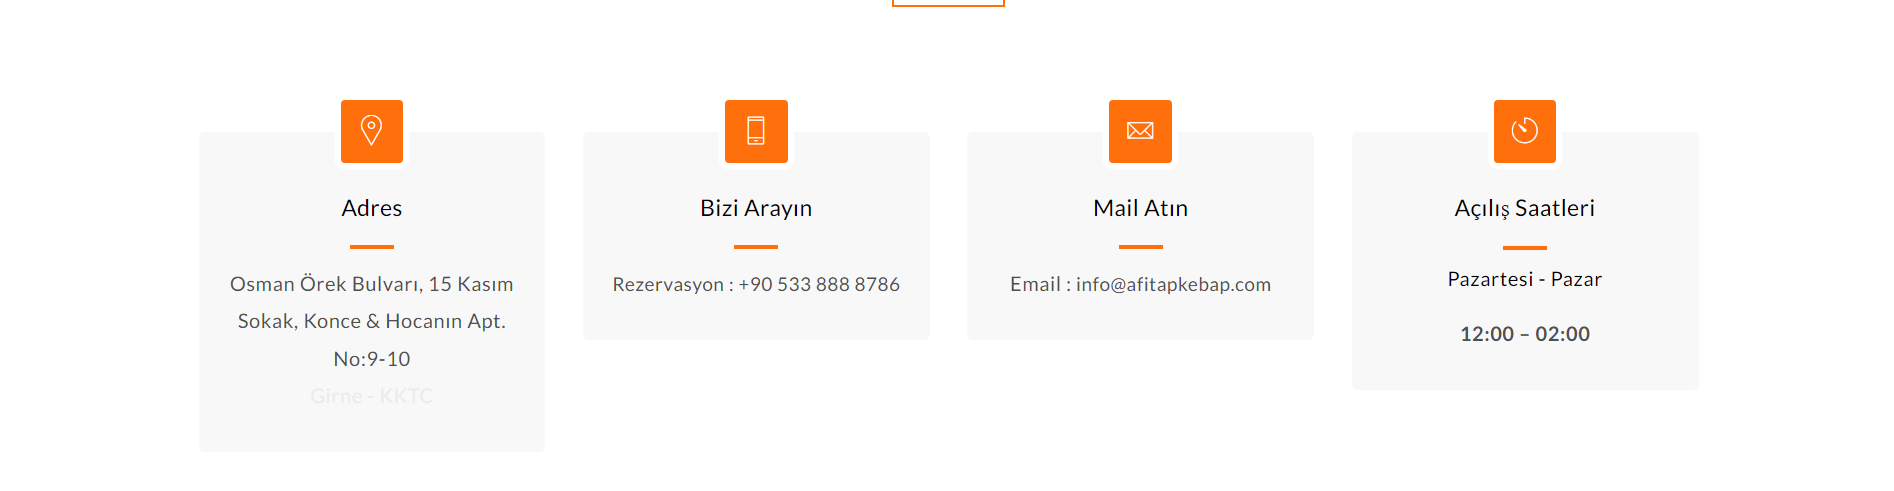 Adres
Osman Örek Bulvarı, 15 Kasım
Sokak, Konce & Hocanın Apt.
No:9-10
Girne - KKTC
Bizi Arayın
Rezervasyon : +90 533 888 8786
Mail Atın
Email : info@afitapkebap.com
Açılış Saatleri
Pazartesi - Pazar
12:00 – 02:00